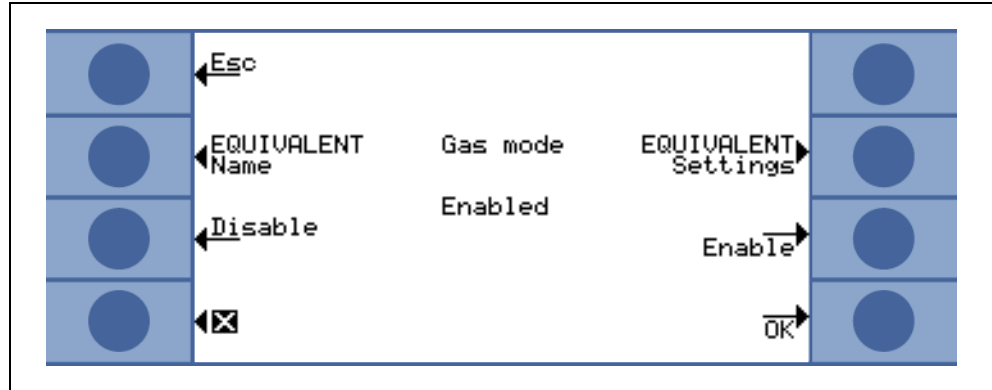 Esc
EQUIVALENT
Name
Gas mode
EQUIVALENT
Settings
Enabled
Disable
Enable
OK